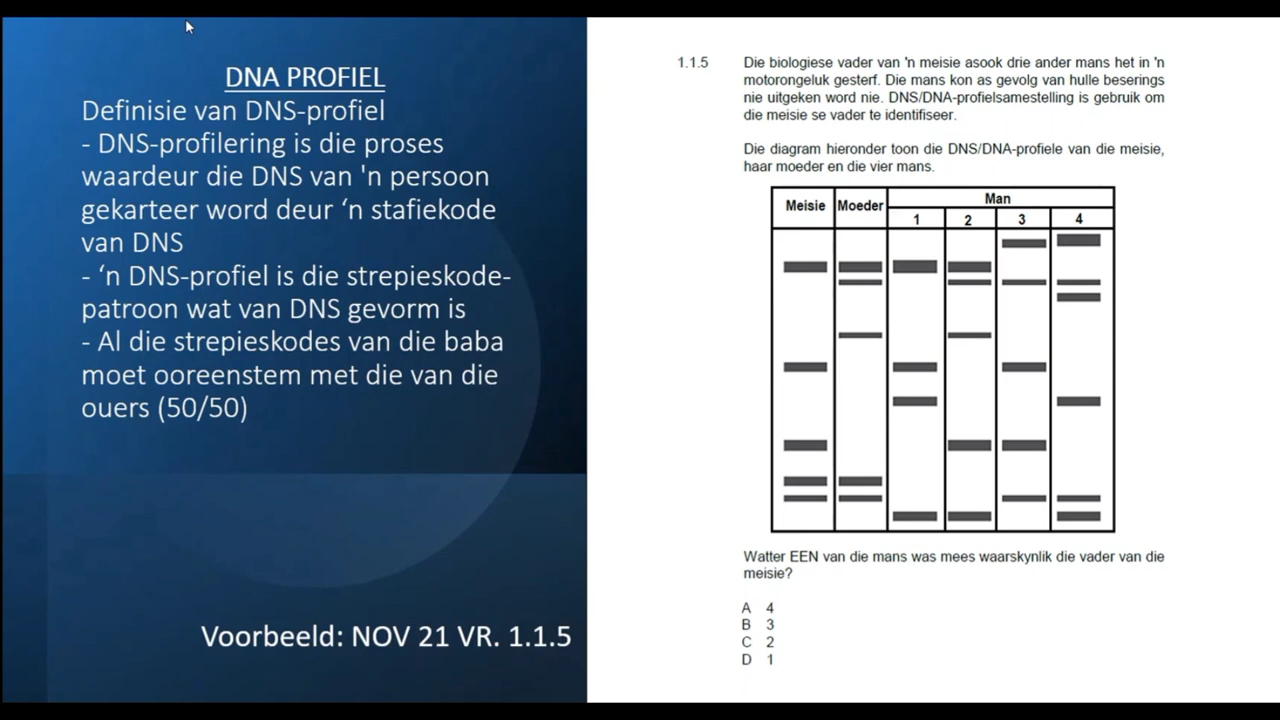 DNA PROFIEL
Definisie van DNS-profiel
- DNS-profilering is die proses
waardeur die DNS van 'n persoon
gekarteer word deur ‘n stafiekode
van DNS
- ‘n DNS-profiel is die strepieskode-
patroon wat van DNS gevorm is
- Al die strepieskodes van die baba
moet ooreenstem met die van die
ouers (50/50)
Voorbeeld: NOV 21 VR. 1.1.5
1.1.5 Die biologiese vader van 'n meisie asook drie ander mans het in 'n
motorongeluk gesterf. Die mans kon as gevolg van hulle beserings
nie uitgeken word nie. DNS/DNA-profielsamestelling is gebruik om
die meisie se vader te identifiseer.
Die diagram hieronder toon die DNS/DNA-profiele van die meisie,
haar moeder en die vier mans.
Meisie Moeder Man
1 2 3 4
Watter EEN van die mans was mees waarskynlik die vader van die
meisie?
A 4
B 3
C 2
D 1